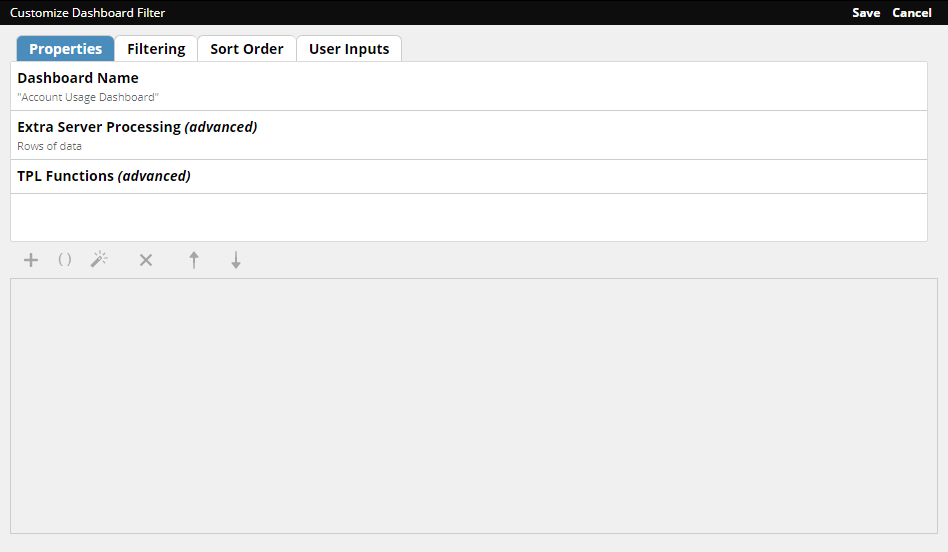 Customize Dashboard Filter Save Cancel
Properties Filtering Sort Order User Inputs
Dashboard Name
"Account Usage Dashboard"
Extra Server Processing (advanced)
Rows of data
TPL Functions (advanced)
( )